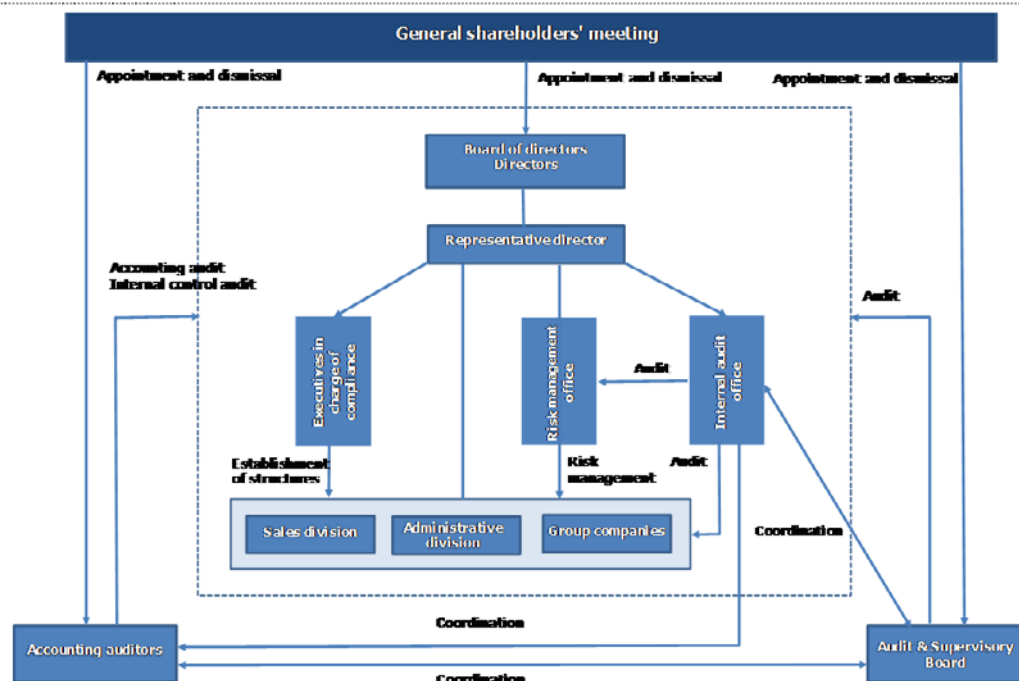 General shareholders' meeting
Appointment and dismissal
Appointment and dismissal
Appointment and dismissal
Board of directors
Directors
Representative director
Accounting audit
Internal control audit
Audit
Executives in
charge of
compliance
Risk management
office
Audit
Internal audit
office
Establishment
of structures
Risk
management
Audit
Sales division
Administrative
division
Group companies
Coordination
Coordination
Accounting auditors
Audit & Supervisory
Board
Coordination